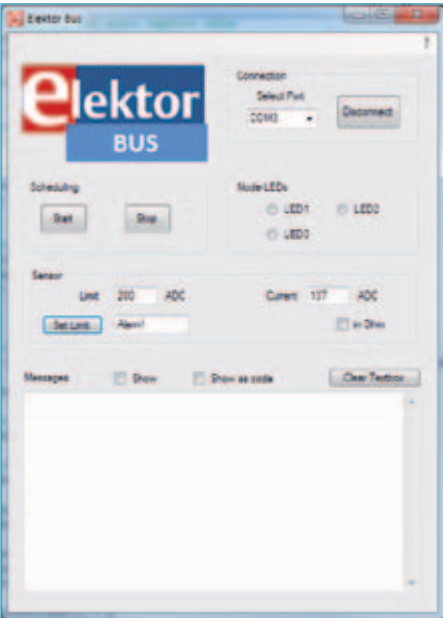 Elektor Bus
?
elektor
BUS
Connection
Select Port
COM3
Disconnect
Scheduling
Start
Stop
Node-LEDs
LED1
LED2
LED3
Sensor
Limit 200 ADC
Current 137 ADC
Set Limit
Alarm1
in Ohm
Messages
Show
Show as code
Clear Textbox